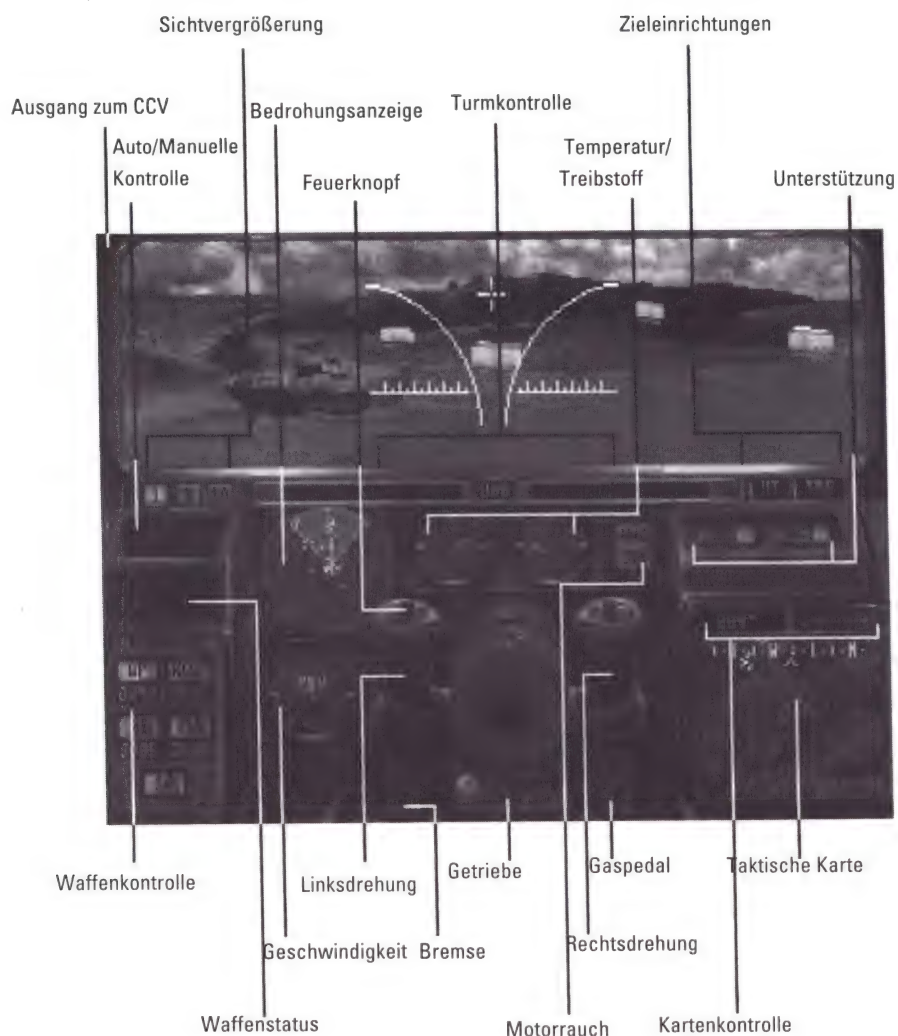 Sichtvergrößerung
Zieleinrichtungen
Ausgang zum CCV
Bedrohungsanzeige
Turmkontrolle
Auto/Manuelle
Kontrolle
Temperatur/
Treibstoff
Feuerknopf
Unterstützung
Waffenkontrolle
Linksdrehung
Getriebe
Gaspedal
Taktische Karte
Geschwindigkeit
Bremse
Rechtsdrehung
Waffenstatus
Motorrauch
Kartenkontrolle